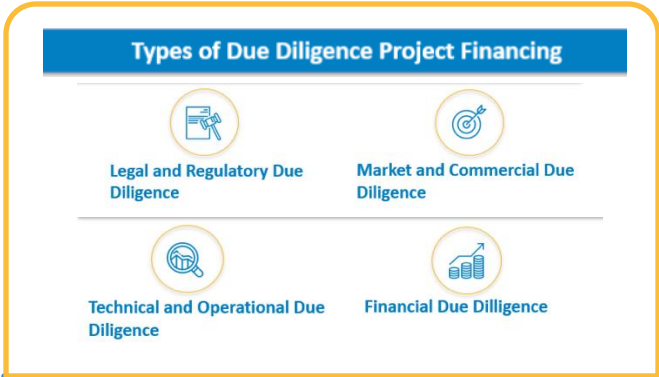 Types of Due Diligence Project Financing
Legal and Regulatory Due
Diligence
Market and Commercial Due
Diligence
Technical and Operational Due
Diligence
Financial Due Dilligence